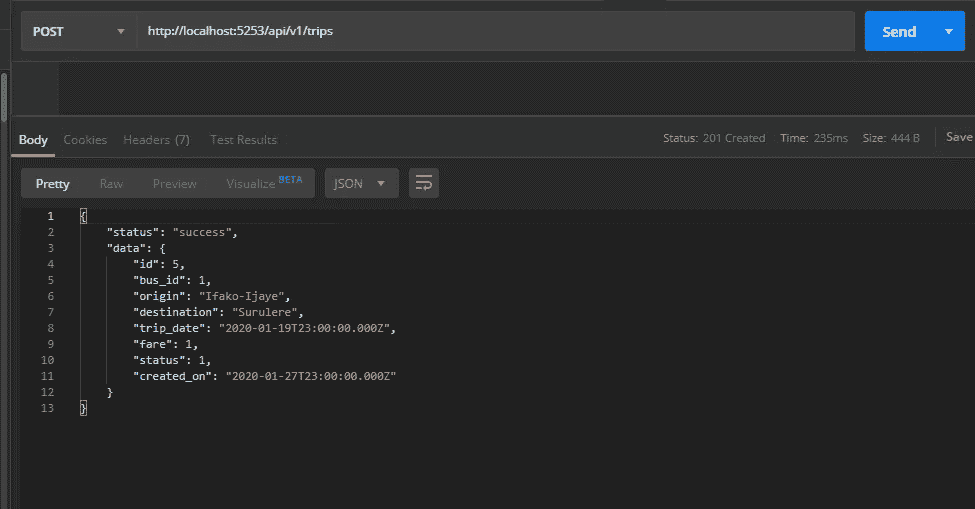 POST http://localhost:5253/api/v1/trips Send
Body Cookies Headers (7) Test Results Status: 201 Created Time: 235ms Size: 444 B Save
Pretty Raw Preview Visualize BETA JSON
1 {
2 "status": "success",
3 "data": {
4 "id": 5,
5 "bus_id": 1,
6 "origin": "Ifako-Ijaye",
7 "destination": "Surulere",
8 "trip_date": "2020-01-19T23:00:00.000Z",
9 "fare": 1,
10 "status": 1,
11 "created_on": "2020-01-27T23:00:00.000Z"
12 }
13 }